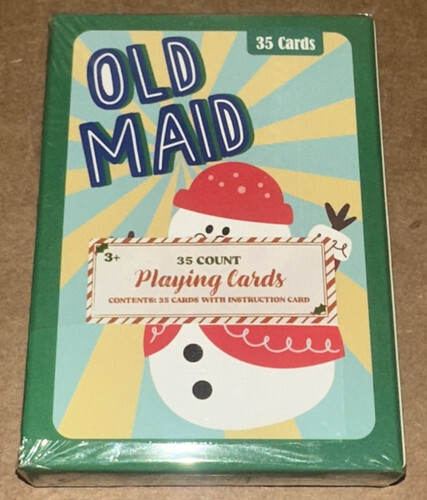 35 Cards
OLD
MAID
3+
35 COUNT
Playing Cards
CONTENTS: 35 CARDS WITH INSTRUCTION CARD